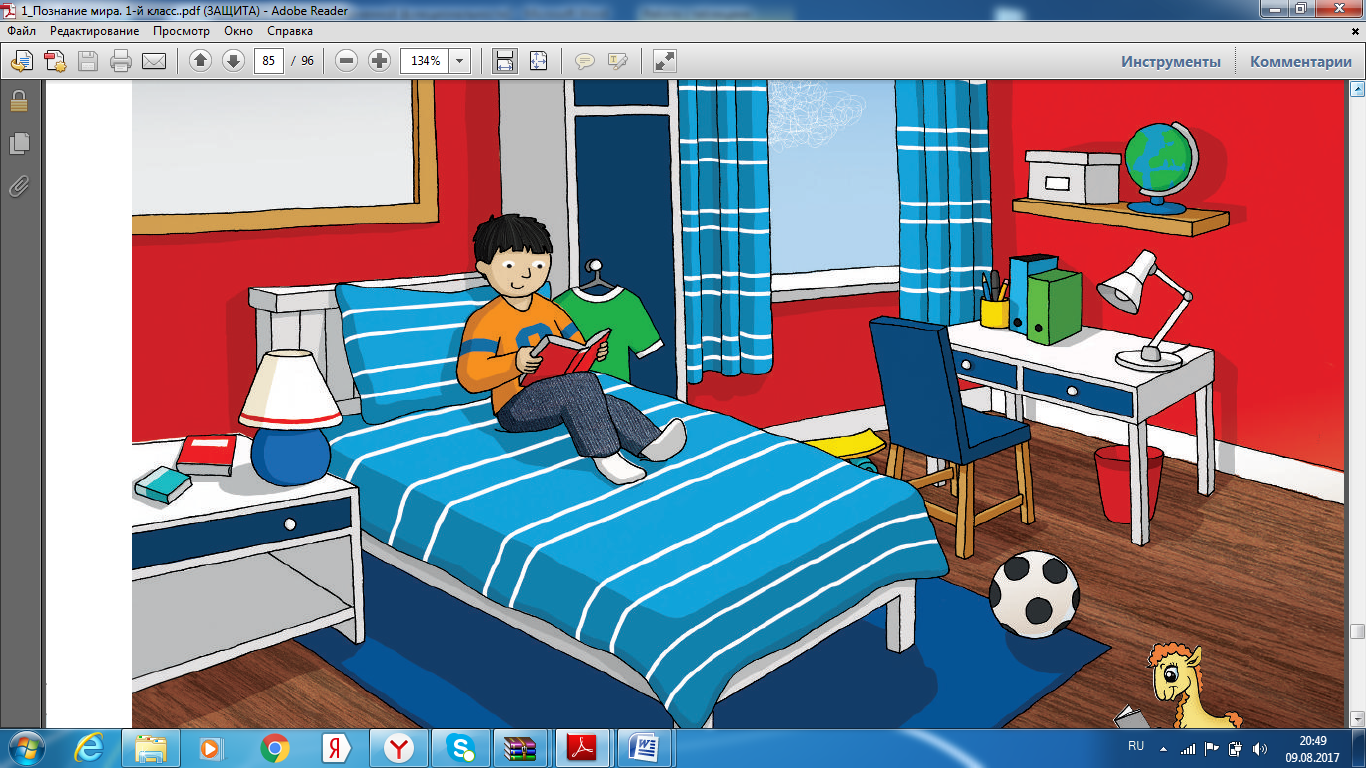 1_Познание мира. 1-й класс..pdf (ЗАЩИТА) - Adobe Reader
Файл Редактирование Просмотр Окно Справка
85 / 96 134% Инструменты Комментарии
RU 20:49
09.08.2017